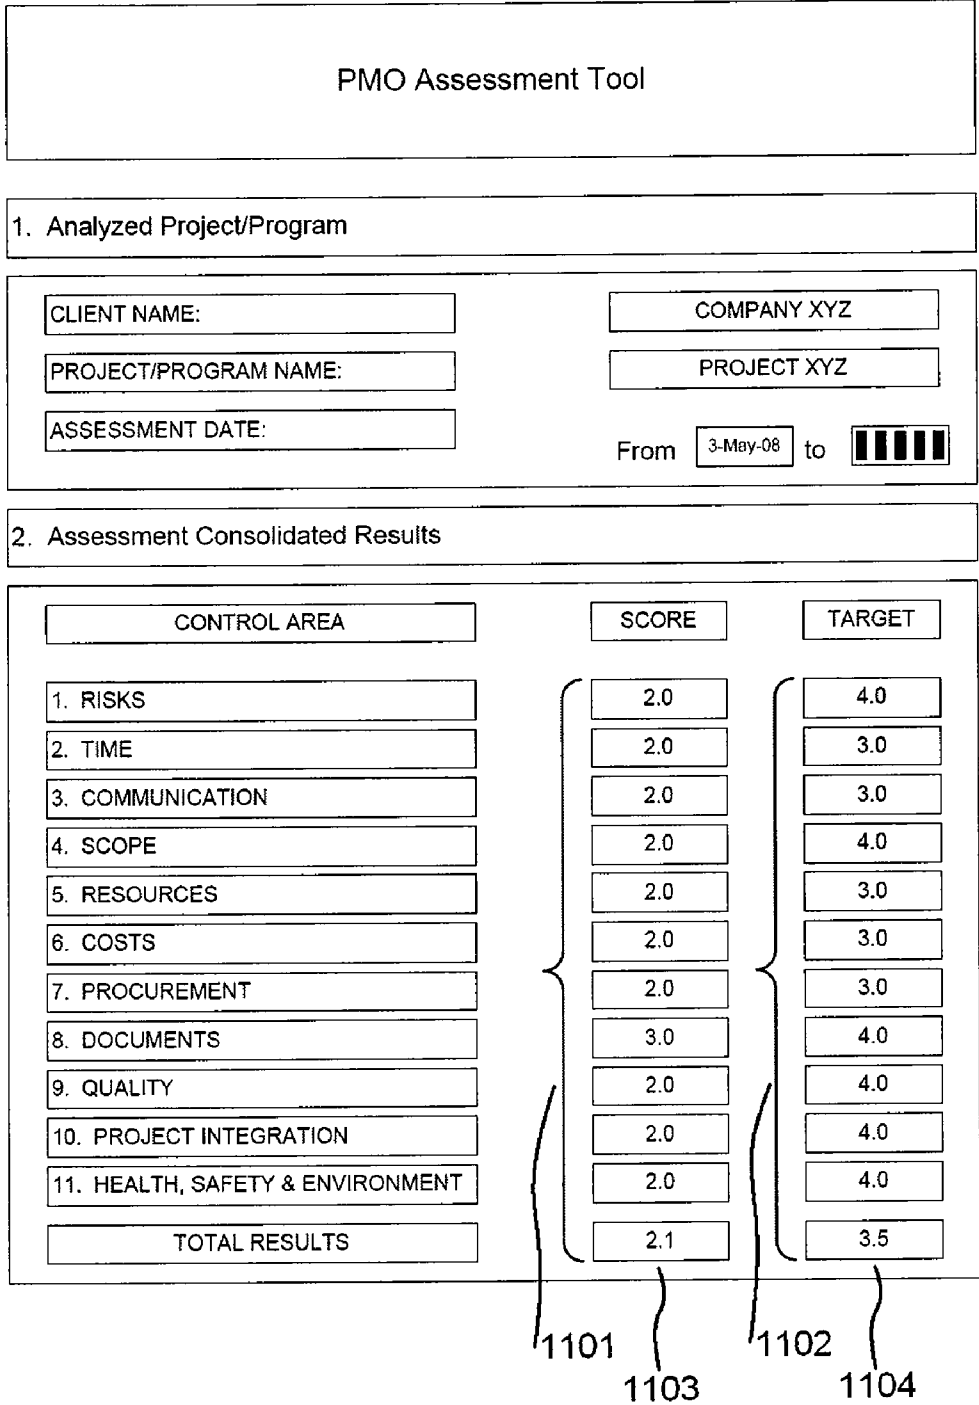 PMO Assessment Tool
1. Analyzed Project/Program
CLIENT NAME: COMPANY XYZ
PROJECT/PROGRAM NAME: PROJECT XYZ
ASSESSMENT DATE: From 3-May-08 to
2. Assessment Consolidated Results
CONTROL AREA SCORE TARGET
1. RISKS 2.0 4.0
2. TIME 2.0 3.0
3. COMMUNICATION 2.0 3.0
4. SCOPE 2.0 4.0
5. RESOURCES 2.0 3.0
6. COSTS 2.0 3.0
7. PROCUREMENT 2.0 3.0
8. DOCUMENTS 3.0 4.0
9. QUALITY 2.0 4.0
10. PROJECT INTEGRATION 2.0 4.0
11. HEALTH, SAFETY & ENVIRONMENT 2.0 4.0
TOTAL RESULTS 2.1 3.5
1101 1102
1103 1104